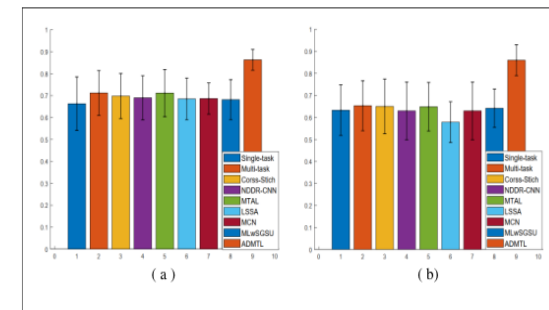 1
0.9
0.8
0.7
0.6
0.5
0.4
0.3
0.2
0.1
0
0 1 2 3 4 5 6 7 8 9 10
Single-task
Multi-task
Corss-Stich
NDDR-CNN
MTAL
LSSA
MCN
MLwSGSU
ADMTL
( a )
1
0.9
0.8
0.7
0.6
0.5
0.4
0.3
0.2
0.1
0
0 1 2 3 4 5 6 7 8 9 10
Single-task
Multi-task
Corss-Stich
NDDR-CNN
MTAL
LSSA
MCN
MLwSGSU
ADMTL
( b)